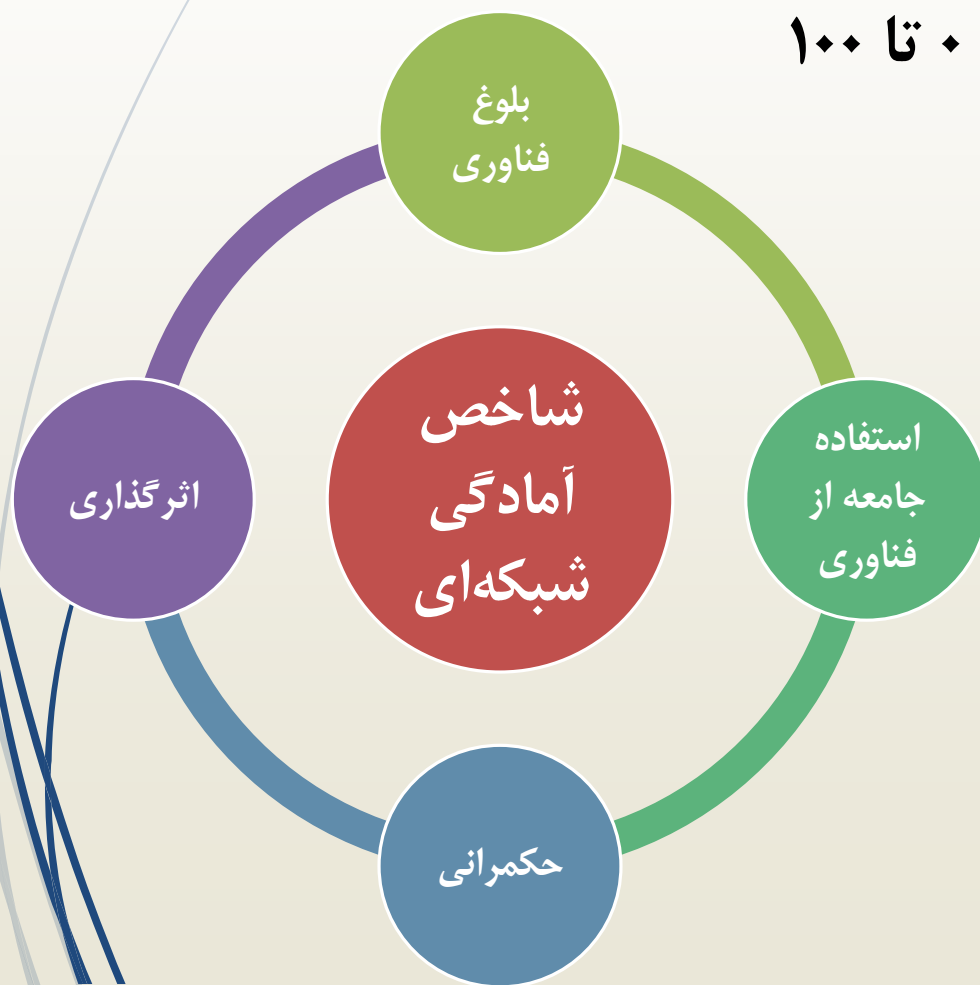 ۰ تا ۱۰۰
بلوغ
فناوری
شاخص
آمادگی
شبکه‌ای
استفاده
جامعه از
فناوری
حکمرانی
اثرگذاری